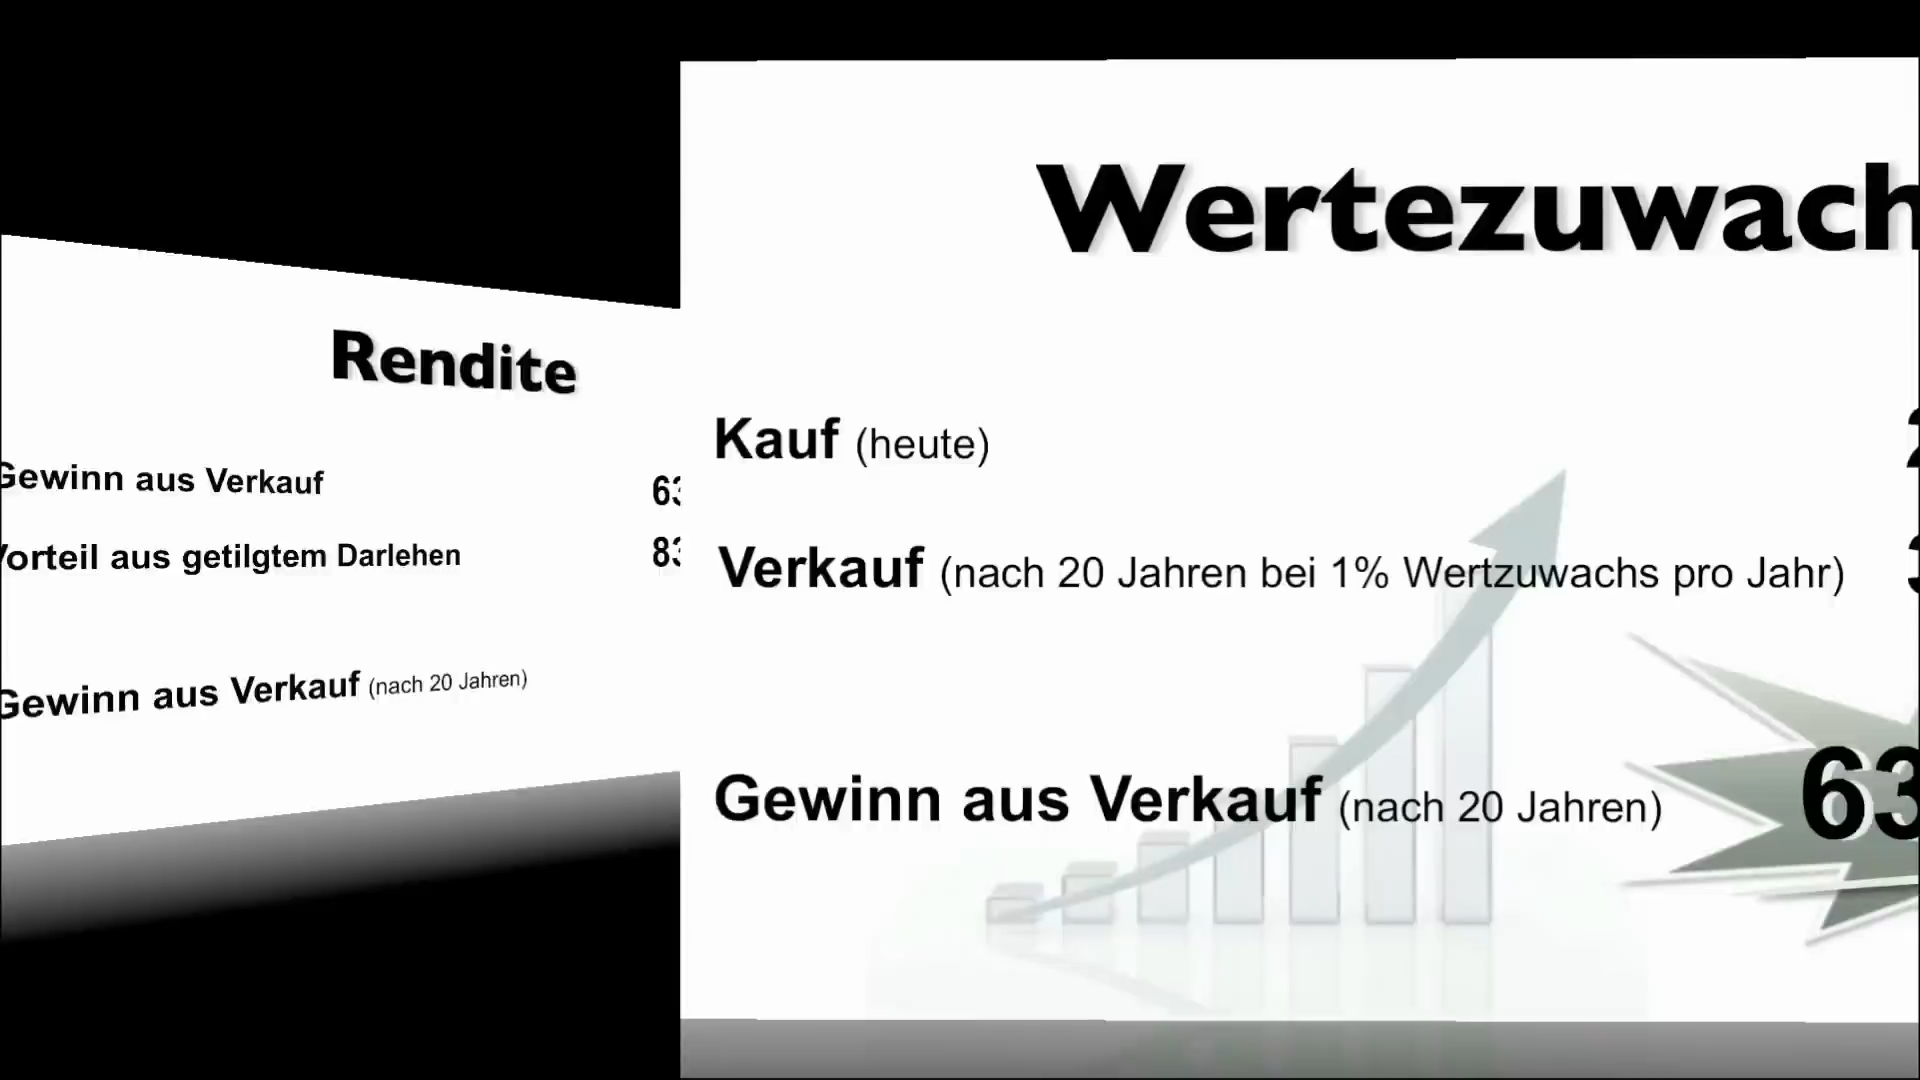 Rendite
Gewinn aus Verkauf 63
Vorteil aus getilgtem Darlehen 83
Gewinn aus Verkauf (nach 20 Jahren)
Wertezuwach
Kauf (heute)
Verkauf (nach 20 Jahren bei 1% Wertzuwachs pro Jahr)
Gewinn aus Verkauf (nach 20 Jahren) 63